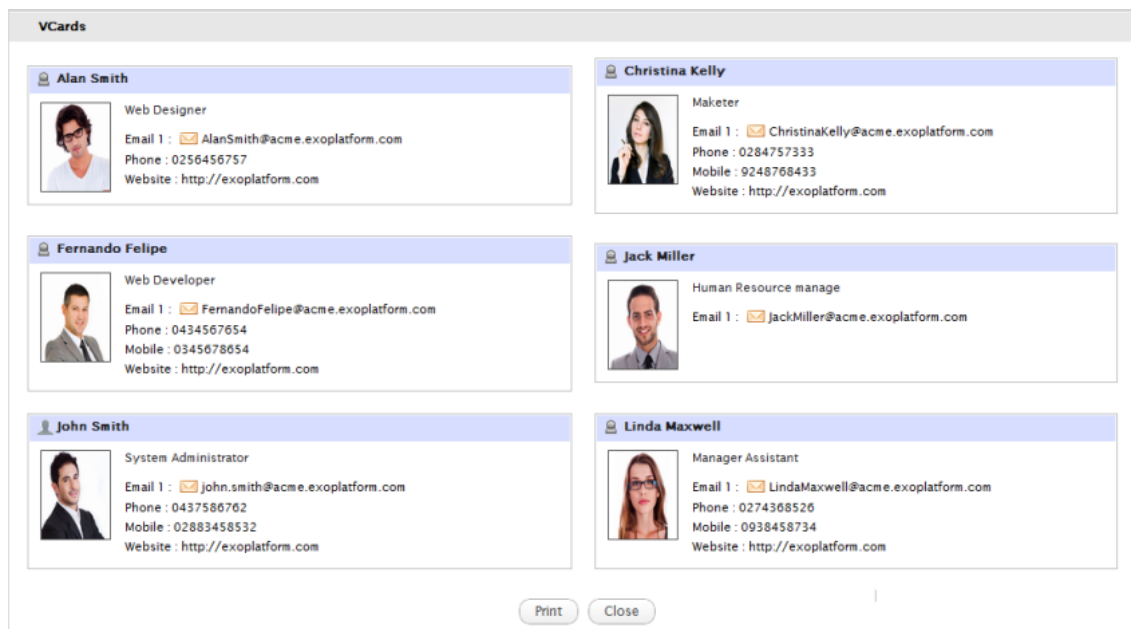 VCards
Alan Smith
Web Designer
Email 1 : AlanSmith@acme.exoplatform.com
Phone : 0256456757
Website : http://exoplatform.com
Christina Kelly
Maketer
Email 1 : ChristinaKelly@acme.exoplatform.com
Phone : 0284757333
Mobile : 9248768433
Website : http://exoplatform.com
Fernando Felipe
Web Developer
Email 1 : FernandoFelipe@acme.exoplatform.com
Phone : 0434567654
Mobile : 0345678654
Website : http://exoplatform.com
Jack Miller
Human Resource manage
Email 1 : JackMiller@acme.exoplatform.com
John Smith
System Administrator
Email 1 : john.smith@acme.exoplatform.com
Phone : 0437586762
Mobile : 02883458532
Website : http://exoplatform.com
Linda Maxwell
Manager Assistant
Email 1 : LindaMaxwell@acme.exoplatform.com
Phone : 0274368526
Mobile : 0938458734
Website : http://exoplatform.com
Print Close